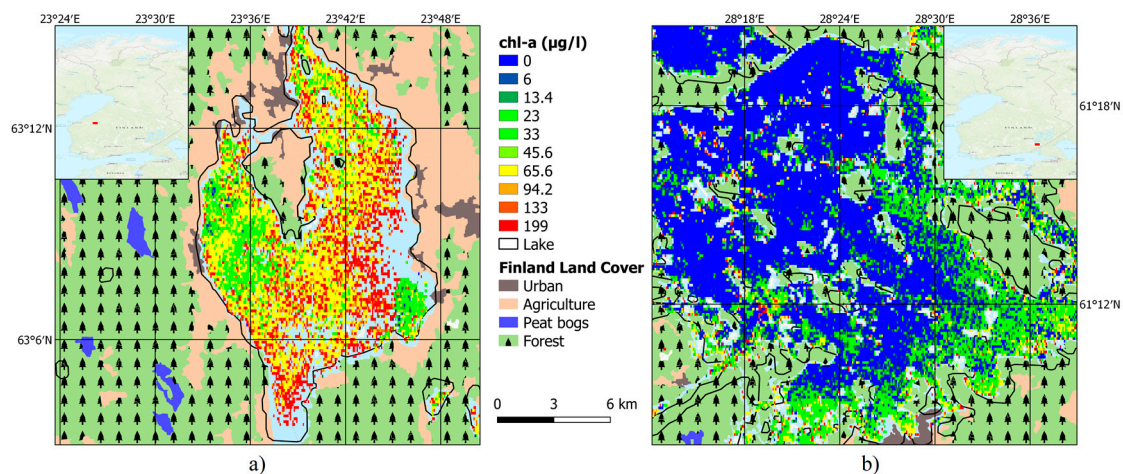 23°24'E 23°30'E 23°36'E 23°42'E 23°48'E
28°18'E 28°24'E 28°30'E 28°36'E
63°12'N
63°6'N
FINLAND
chl-a (µg/l)
0
6
13.4
23
33
45.6
65.6
94.2
133
199
Lake
Finland Land Cover
Urban
Agriculture
Peat bogs
Forest
0 3 6 km
FINLAND
61°18'N
61°12'N
a)
b)